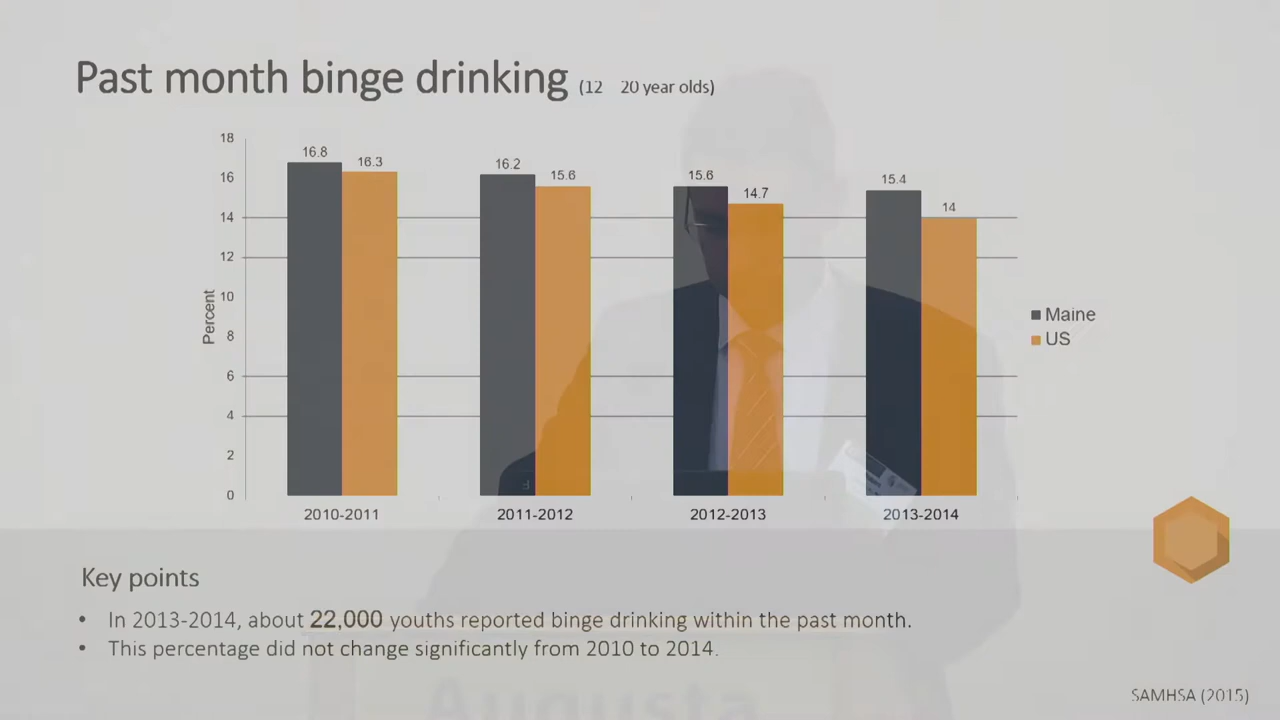 Past month binge drinking (12 20 year olds)
18
16.8
16.3
16.2
15.6
15.6
14.7
15.4
14
16
14
12
10
8
6
4
2
0
Percent
2010-2011
2011-2012
2012-2013
2013-2014
Maine
US
Key points
• In 2013-2014, about 22,000 youths reported binge drinking within the past month.
• This percentage did not change significantly from 2010 to 2014.
Augusta
SAMHSA (2015)